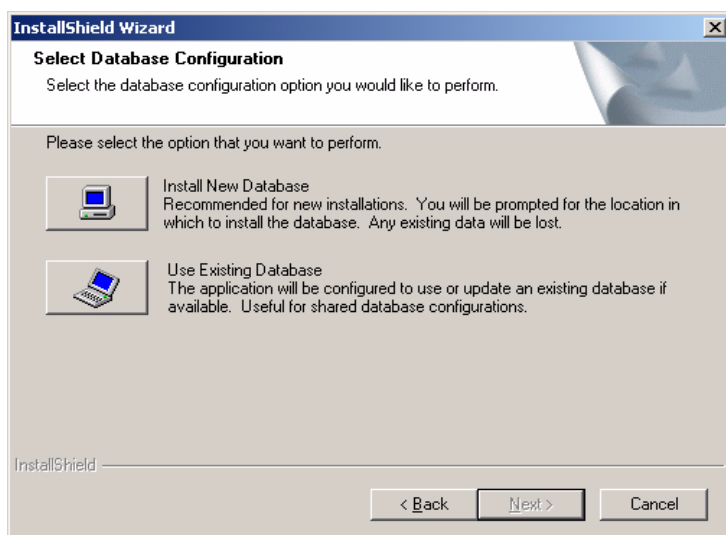 InstallShield Wizard
Select Database Configuration
Select the database configuration option you would like to perform.
Please select the option that you want to perform.
Install New Database
Recommended for new installations. You will be prompted for the location in
which to install the database. Any existing data will be lost.
Use Existing Database
The application will be configured to use or update an existing database if
available. Useful for shared database configurations.
InstallShield
< Back
Next >
Cancel